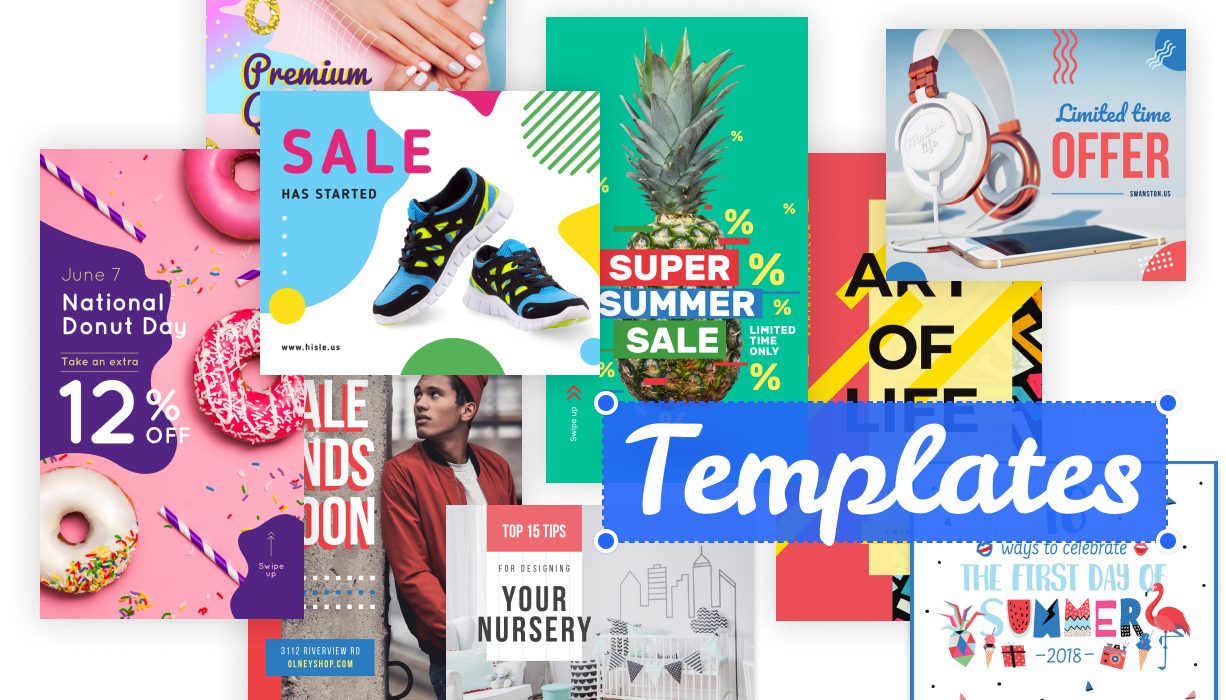 Premium
SALE
HAS STARTED
www.hisle.us
June 7
National
Donut Day
Take an extra
12% OFF
Swipe up
ALE
NDS
OON
3112 RIVERVIEW RD
OLNEYSHOP.COM
TOP 15 TIPS
FOR DESIGNING
YOUR
NURSERY
%
%
%
%
SUPER
%
SUMMER
%
SALE
LIMITED
TIME
ONLY
%
%
Swipe up
ART
OF
LIFE
Modern
life
Limited time
OFFER
SWANSTON.US
Templates
10
ways to celebrate
THE FIRST DAY OF
SUMMER
-2018-